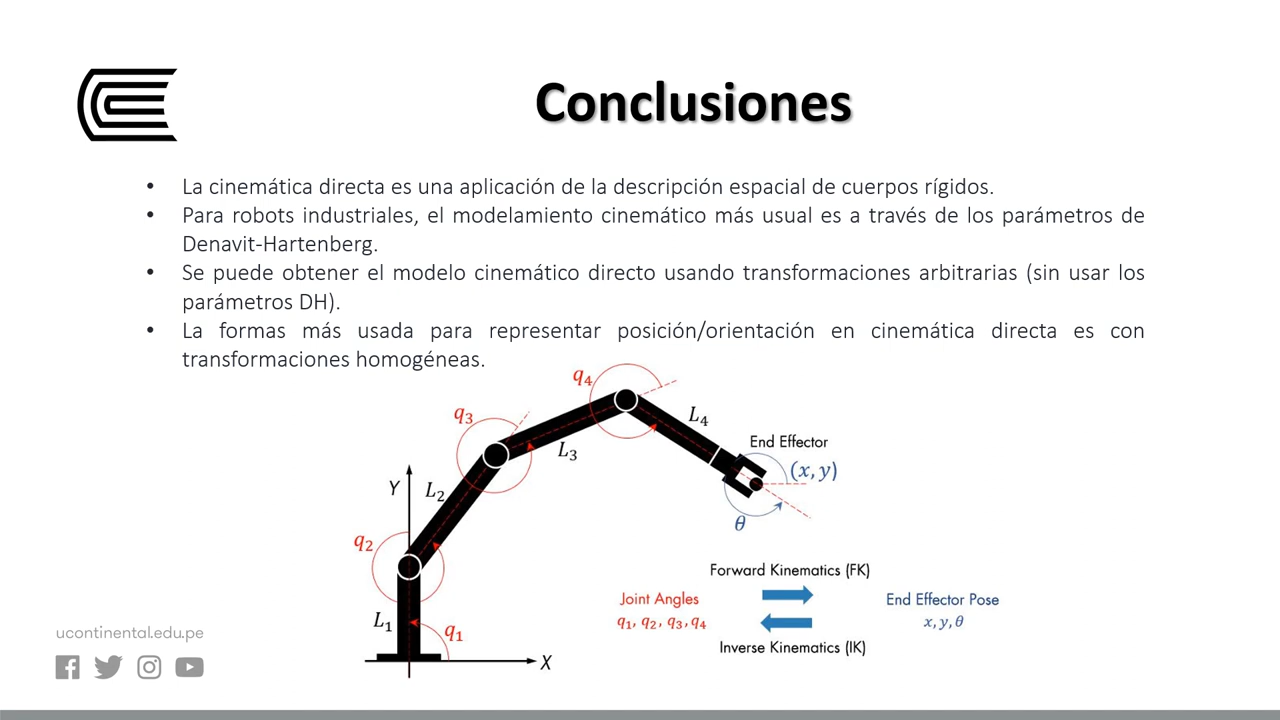 Conclusiones
• La cinemática directa es una aplicación de la descripción espacial de cuerpos rígidos.
• Para robots industriales, el modelamiento cinemático más usual es a través de los parámetros de
Denavit-Hartenberg.
• Se puede obtener el modelo cinemático directo usando transformaciones arbitrarias (sin usar los
parámetros DH).
• La formas más usada para representar posición/orientación en cinemática directa es con
transformaciones homogéneas.
q₄
q₃
L₄
End Effector
L₃
(x, y)
Y
L₂
θ
q₂
Forward Kinematics (FK)
Joint Angles
End Effector Pose
L₁
q₁
q₁, q₂, q₃, q₄
x, y, θ
ucontinental.edu.pe
Inverse Kinematics (IK)
X